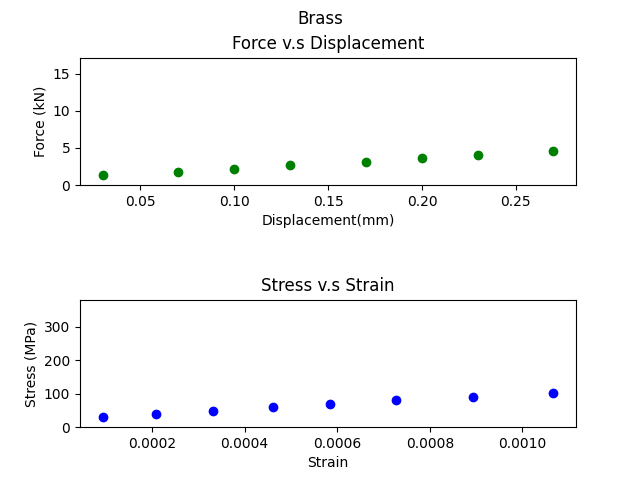 Brass
Force v.s Displacement
15
10
5
0
Force (kN)
0.05 0.10 0.15 0.20 0.25
Displacement(mm)
Stress v.s Strain
300
200
100
0
Stress (MPa)
0.0002 0.0004 0.0006 0.0008 0.0010
Strain